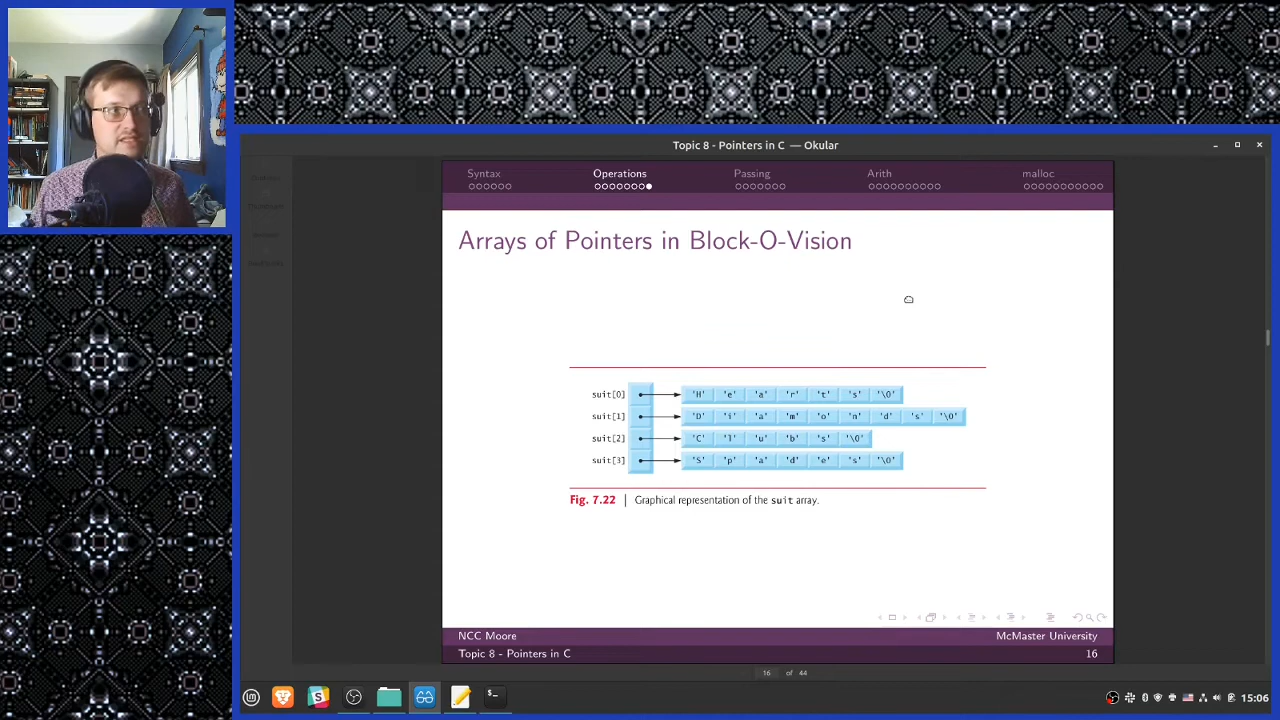 Topic 8 - Pointers in C — Okular
Syntax Operations Passing Arith malloc
Arrays of Pointers in Block-O-Vision
suit[0] 'H' 'e' 'a' 'r' 't' 's' '\0'
suit[1] 'D' 'i' 'a' 'm' 'o' 'n' 'd' 's' '\0'
suit[2] 'C' 'l' 'u' 'b' 's' '\0'
suit[3] 'S' 'p' 'a' 'd' 'e' 's' '\0'
Fig. 7.22 | Graphical representation of the suit array.
NCC Moore McMaster University
Topic 8 - Pointers in C 16
16 of 44
15:06